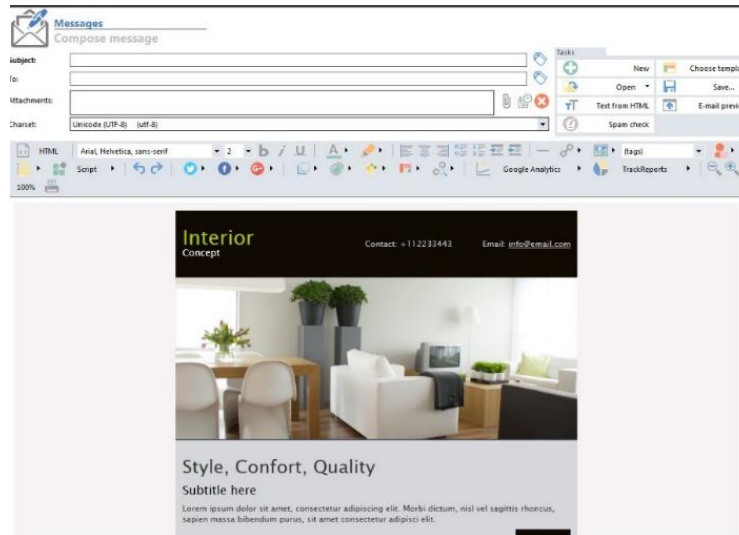 Messages
Compose message
Subject:
To:
Attachments:
Charset:
Unicode (UTF-8) (utf-8)
Tasks
New
Choose templa
Open
Save...
Text from HTML
E-mail previ
Spam check
HTML
Arial, Helvetica, sans-serif
2
b i U
A
(tags)
Script
Google Analytics
TrackReports
100%
Interior
Concept
Contact: +112233443
Email: info@email.com
Style, Confort, Quality
Subtitle here
Lorem ipsum dolor sit amet, consectetur adipiscing elit. Morbi dictum, nisl vel sagittis rhoncus,
sapien massa bibendum purus, sit amet consectetur adipisci elit.